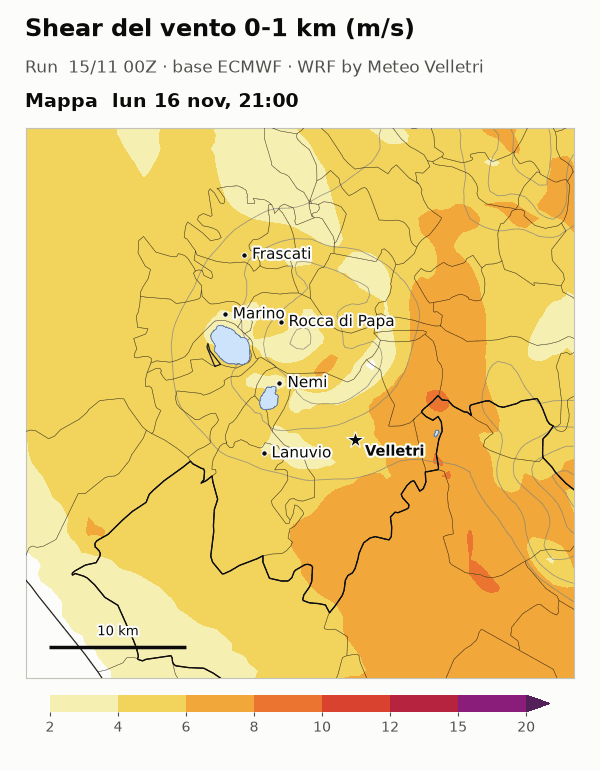 Shear del vento 0-1 km (m/s)
Run 15/11 00Z · base ECMWF · WRF by Meteo Velletri
Mappa lun 16 nov, 21:00
Frascati
Marino
Rocca di Papa
Nemi
Velletri
Lanuvio
10 km
2 4 6 8 10 12 15 20